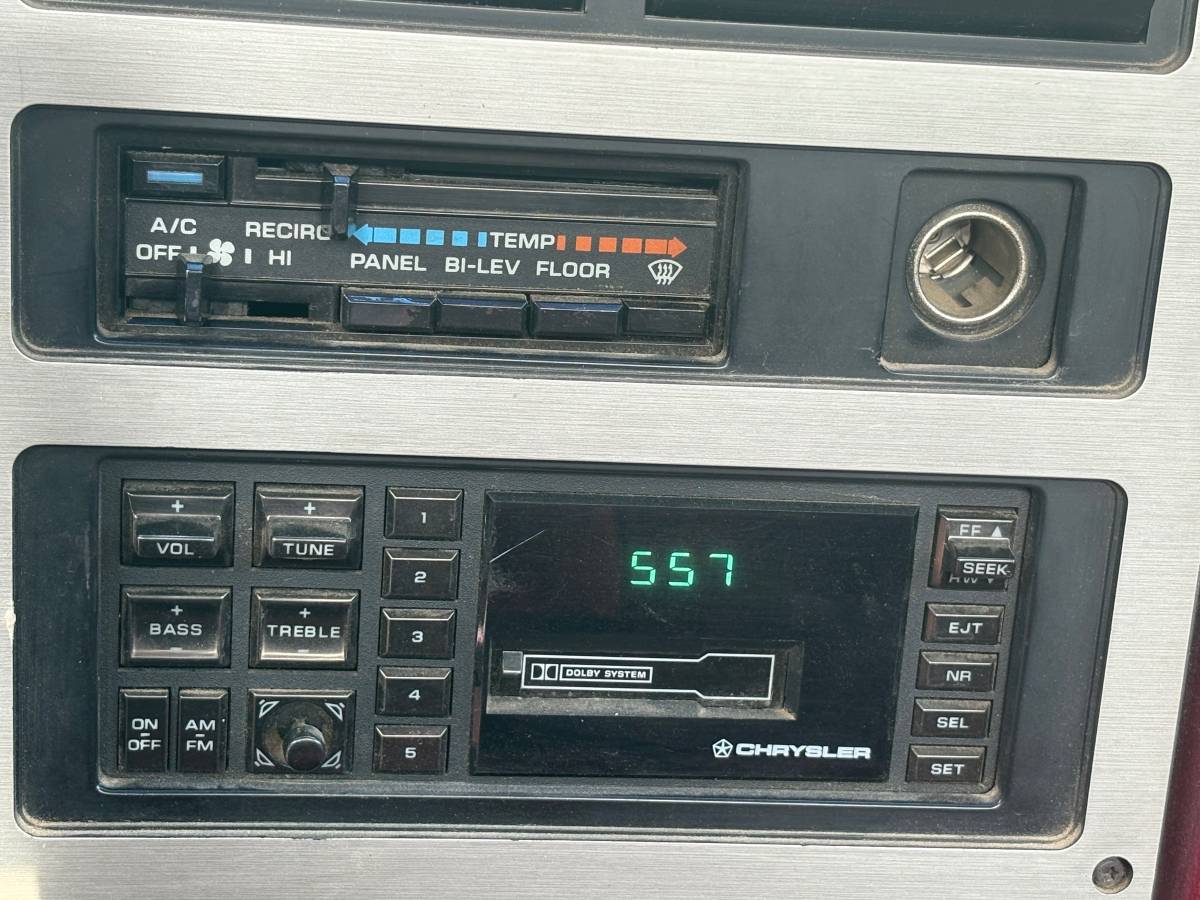 A/C RECIRC TEMP
OFF HI PANEL BI-LEV FLOOR
+
VOL
+
TUNE
1
2
3
4
5
+
BASS
-
+
TREBLE
-
ON
-
OFF
AM
-
FM
557
DOLBY SYSTEM
CHRYSLER
FF ▲
SEEK
EJT
NR
SEL
SET